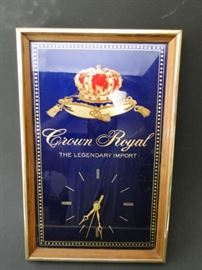 Crown Royal
THE LEGENDARY IMPORT